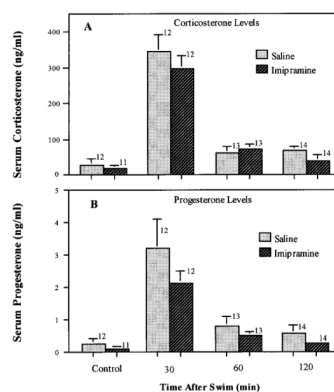 A
Corticosterone Levels
Serum Corticosterone (ng/ml)
400
300
200
100
0
Saline
Imipramine
12
11
12
12
13
13
14
14
B
Progesterone Levels
Serum Progesterone (ng/ml)
5
4
3
2
1
0
Saline
Imipramine
12
11
12
12
13
13
14
14
Control
30
60
120
Time After Swim (min)